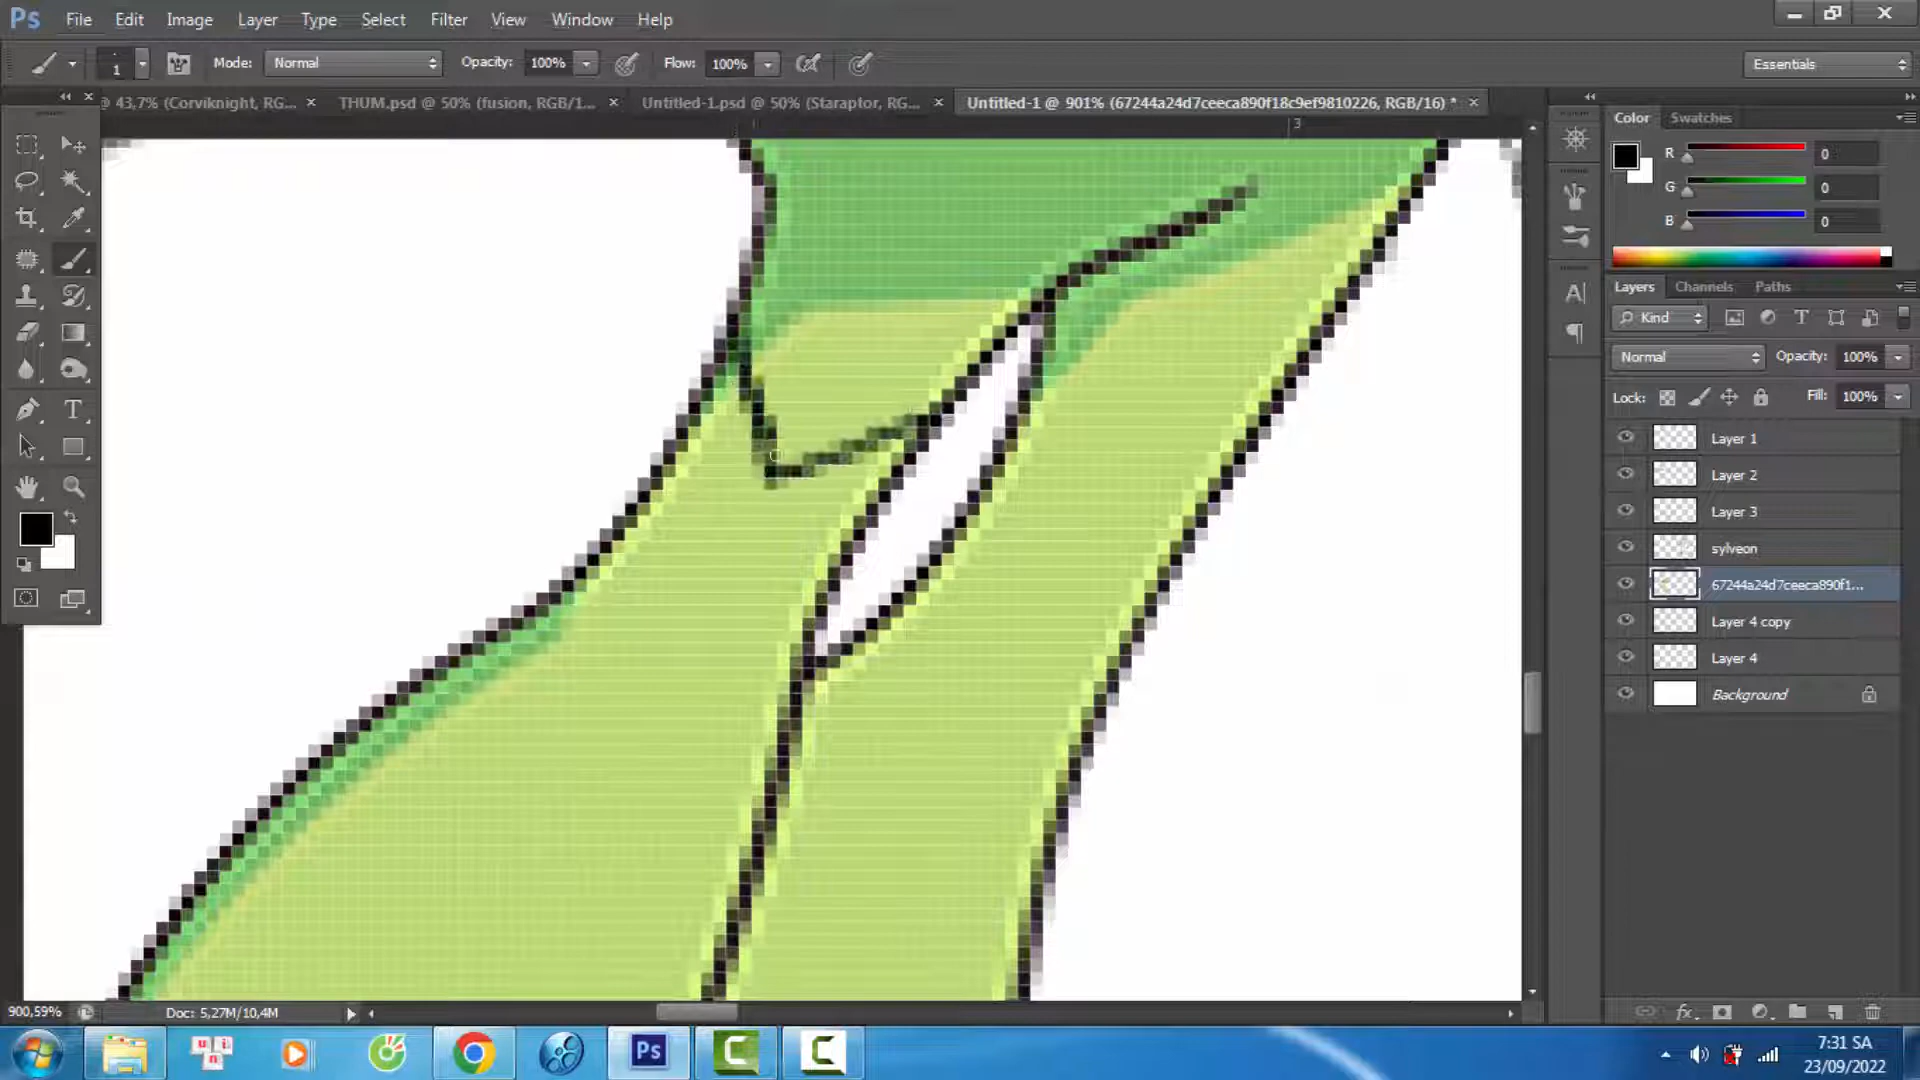 Ps File Edit Image Layer Type Select Filter View Window Help
1 Mode: Normal Opacity: 100% Flow: 100% Essentials
@ 43,7% (Corviknight, RG... × THUM.psd @ 50% (fusion, RGB/1... × Untitled-1.psd @ 50% (Staraptor, RG... × Untitled-1 @ 901% (67244a24d7ceeca890f18c9ef9810226, RGB/16) * ×
3
Color Swatches
R 0
G 0
B 0
Layers Channels Paths
Kind
Normal Opacity: 100%
Lock: Fill: 100%
Layer 1
Layer 2
Layer 3
sylveon
67244a24d7ceeca890f1...
Layer 4 copy
Layer 4
Background
900,59% Doc: 5,27M/10,4M
fx
Ps
7:31 SA
23/09/2022